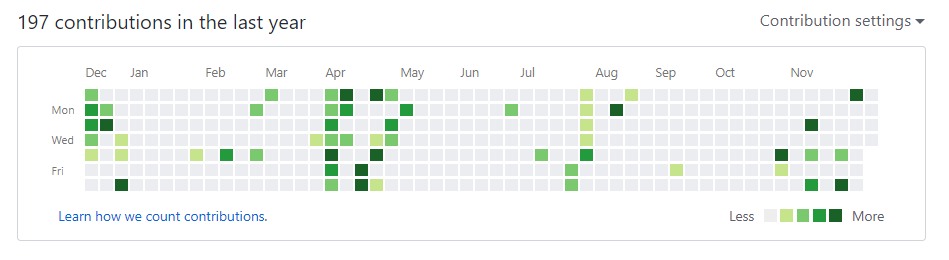 197 contributions in the last year
Contribution settings
Dec Jan Feb Mar Apr May Jun Jul Aug Sep Oct Nov
Mon
Wed
Fri
Learn how we count contributions.
Less More